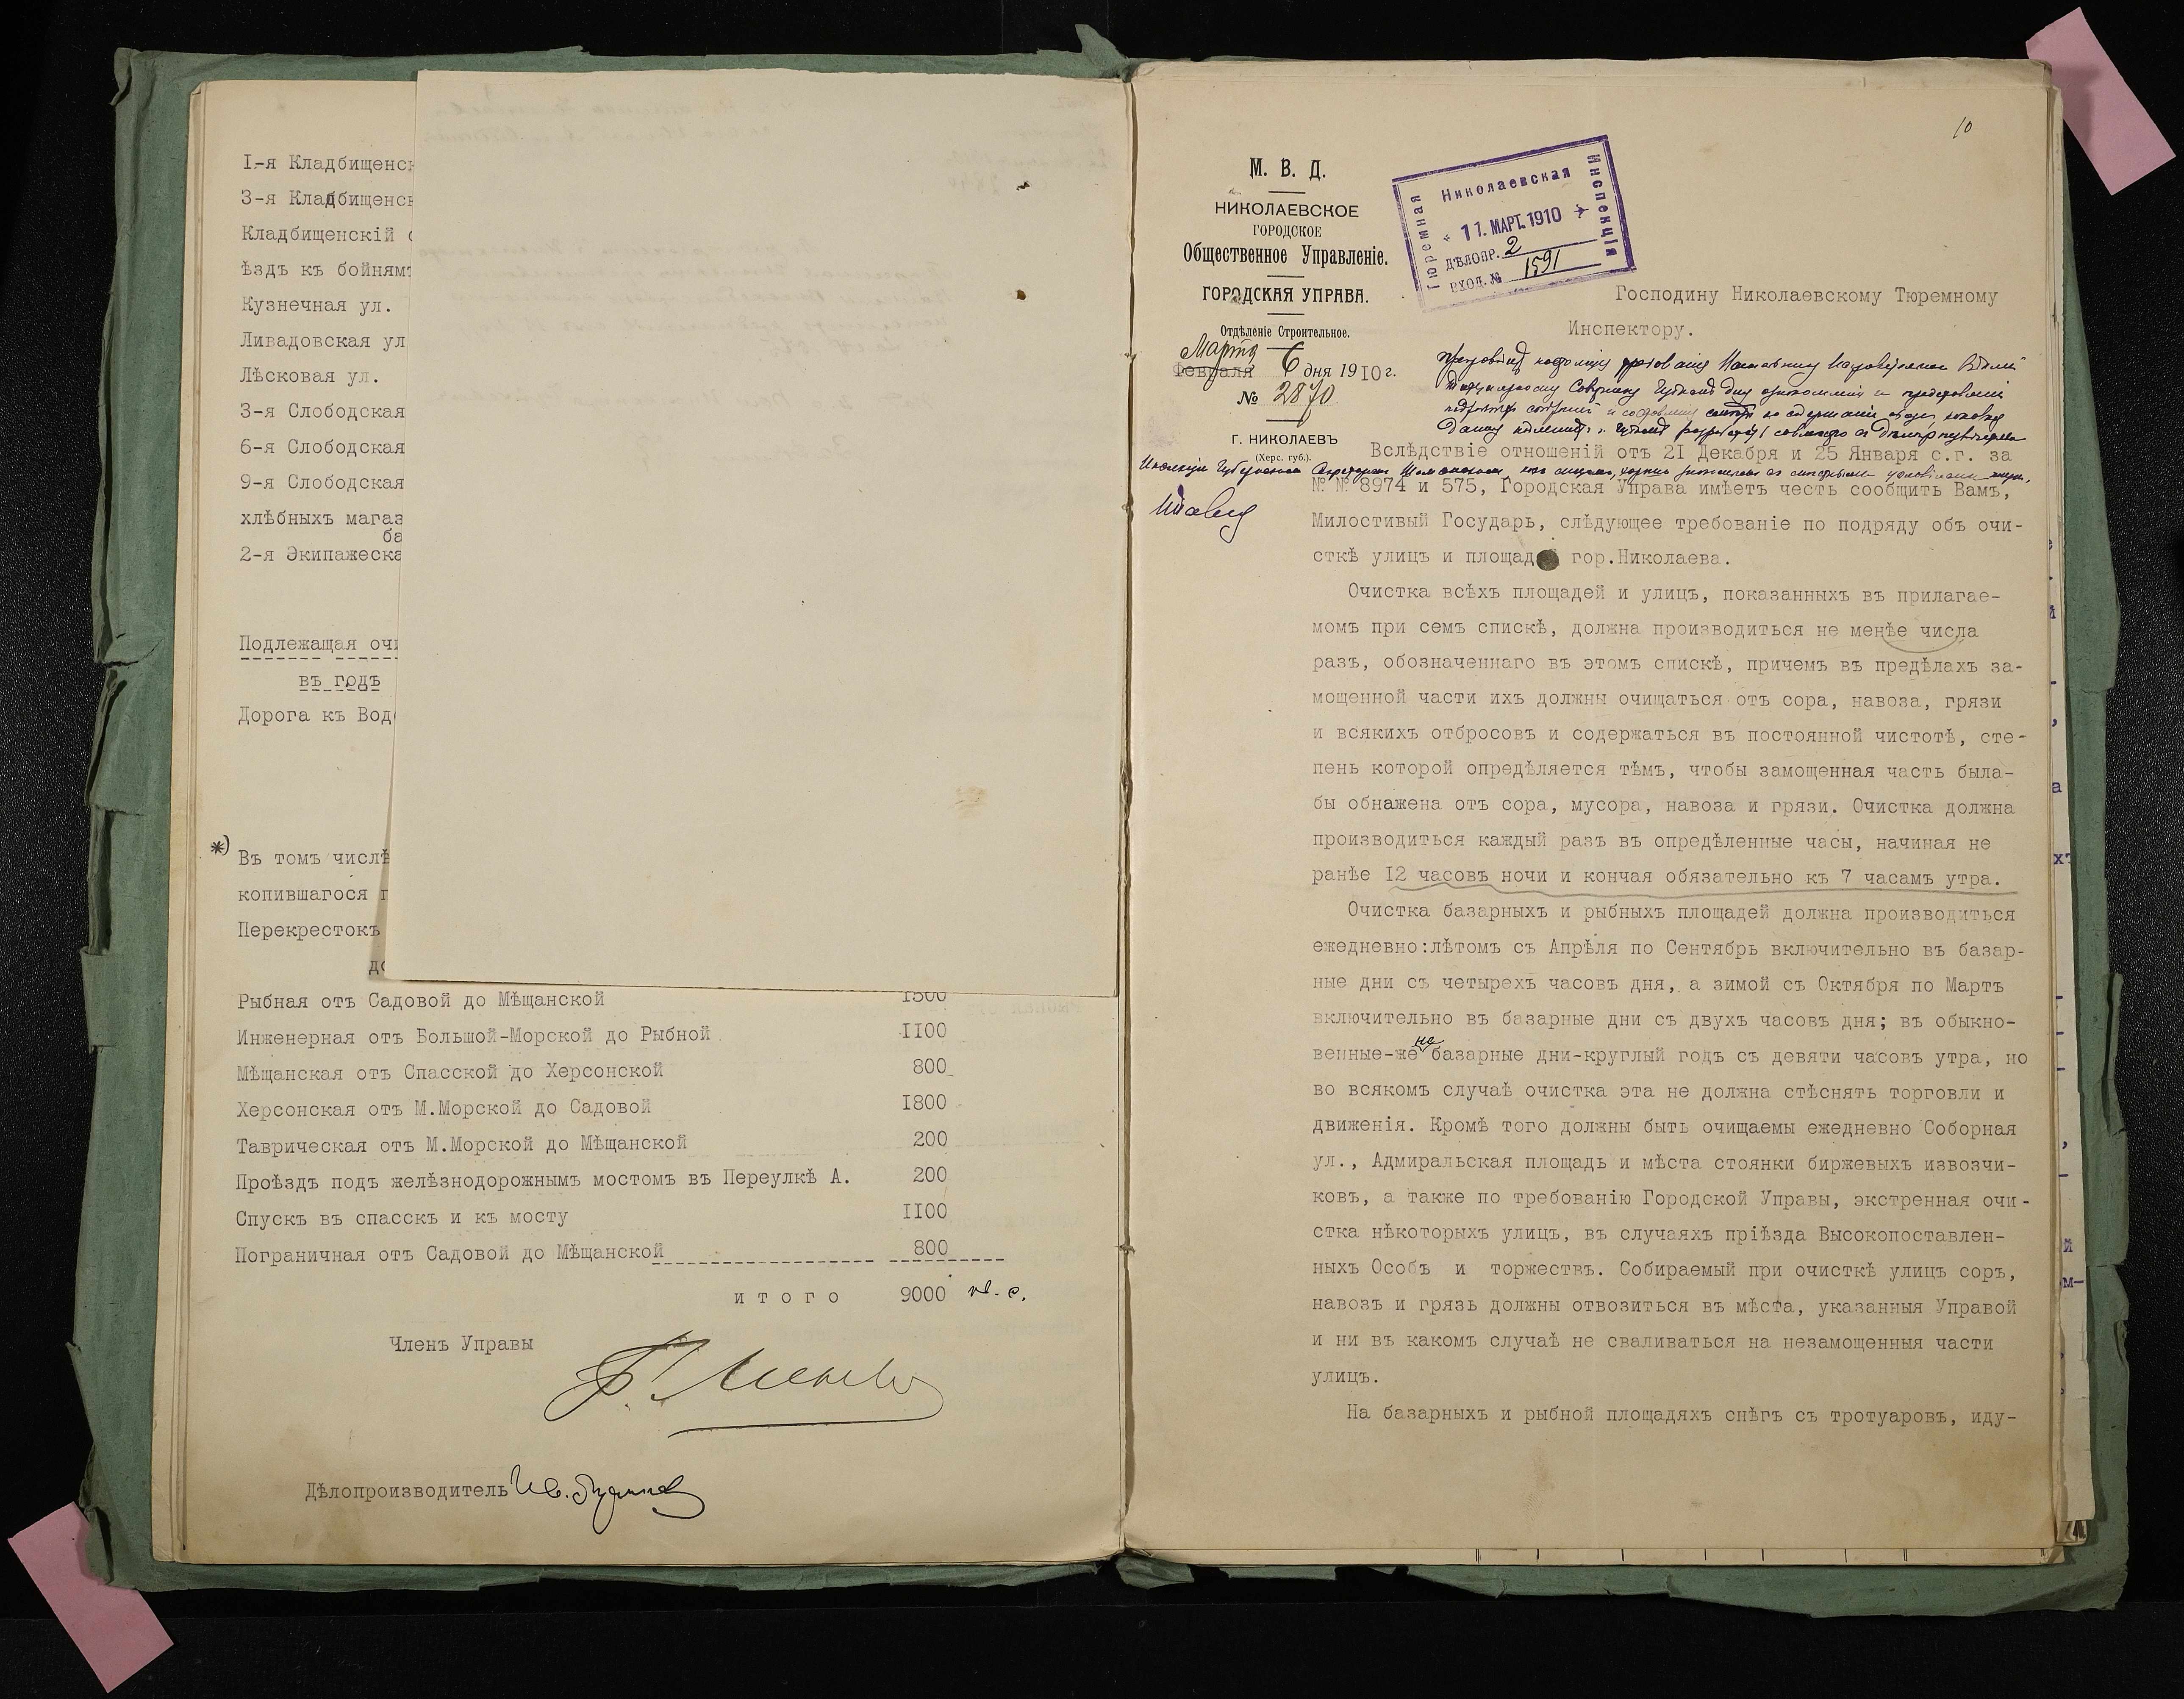 I-я Кладбищенск
3-я Кладбищенск
Кладбищенскій
ѣздъ къ бойнямъ
Кузнечная ул.
Ливадовская ул
Лѣсковая ул.
3-я Слободская
6-я Слободская
9-я Слободская
хлѣбныхъ магаз
ба
2-я Экипажеска
Подлежащая очи
въ годъ
Дорога къ Водо
*)
Въ томъ числѣ
копившагося п
Перекрестокъ
до
Рыбная отъ Садовой до Мѣщанской 1500
Инженерная отъ Большой-Морской до Рыбной II00
Мѣщанская отъ Спасской до Херсонской 800
Херсонская отъ М.Морской до Садовой I800
Таврическая отъ М.Морской до Мѣщанской 200
Проѣздъ подъ желѣзнодорожнымъ мостомъ въ Переулкѣ А. 200
Спускъ въ спасскъ и къ мосту II00
Пограничная отъ Садовой до Мѣщанской 800
итого 9000 кв. с.
Членъ Управы
Дѣлопроизводитель
10
М. В. Д.
НИКОЛАЕВСКОЕ
ГОРОДСКОЕ
Общественное Управленіе.
ГОРОДСКАЯ УПРАВА.
Отдѣленіе Строительное.
Марта
Февраля 6 дня 1910 г.
№ 2870
Г. НИКОЛАЕВЪ
(Херс. губ.).
Николаевская
Тюремная
Инспекція
11. МАРТ. 1910
ДѢЛОПР. 2
ВХОД. № 1591
Господину Николаевскому Тюремному
Инспектору.
Вслѣдствіе отношеній отъ 2I Декабря и 25 Января с.г. за
№ № 8974 и 575, Городская Управа имѣетъ честь сообщить Вамъ,
Милостивый Государь, слѣдующее требованіе по подряду объ очи-
сткѣ улицъ и площад й гор.Николаева.
Очистка всѣхъ площадей и улицъ, показанныхъ въ прилагае-
момъ при семъ спискѣ, должна производиться не менѣе числа
разъ, обозначеннаго въ этомъ спискѣ, причемъ въ предѣлахъ за-
мощенной части ихъ должны очищаться отъ сора, навоза, грязи
и всякихъ отбросовъ и содержаться въ постоянной чистотѣ, сте-
пень которой опредѣляется тѣмъ, чтобы замощенная часть была-
бы обнажена отъ сора, мусора, навоза и грязи. Очистка должна
производиться каждый разъ въ опредѣленные часы, начиная не
ранѣе I2 часовъ ночи и кончая обязательно къ 7 часамъ утра.
Очистка базарныхъ и рыбныхъ площадей должна производиться
ежедневно:лѣтомъ съ Апрѣля по Сентябрь включительно въ базар-
ные дни съ четырехъ часовъ дня, а зимой съ Октября по Мартъ
включительно въ базарные дни съ двухъ часовъ дня; въ обыкно-
венные-же не базарные дни-круглый годъ съ девяти часовъ утра, но
во всякомъ случаѣ очистка эта не должна стѣснять торговли и
движенія. Кромѣ того должны быть очищаемы ежедневно Соборная
ул., Адмиральская площадь и мѣста стоянки биржевыхъ извозчи-
ковъ, а также по требованію Городской Управы, экстренная очи-
стка нѣкоторыхъ улицъ, въ случаяхъ пріѣзда Высокопоставлен-
ныхъ Особъ и торжествъ. Собираемый при очисткѣ улицъ соръ,
навозъ и грязь должны отвозиться въ мѣста, указанныя Управой
и ни въ какомъ случаѣ не сваливаться на незамощенныя части
улицъ.
На базарныхъ и рыбной площадяхъ снѣгъ съ тротуаровъ, иду-